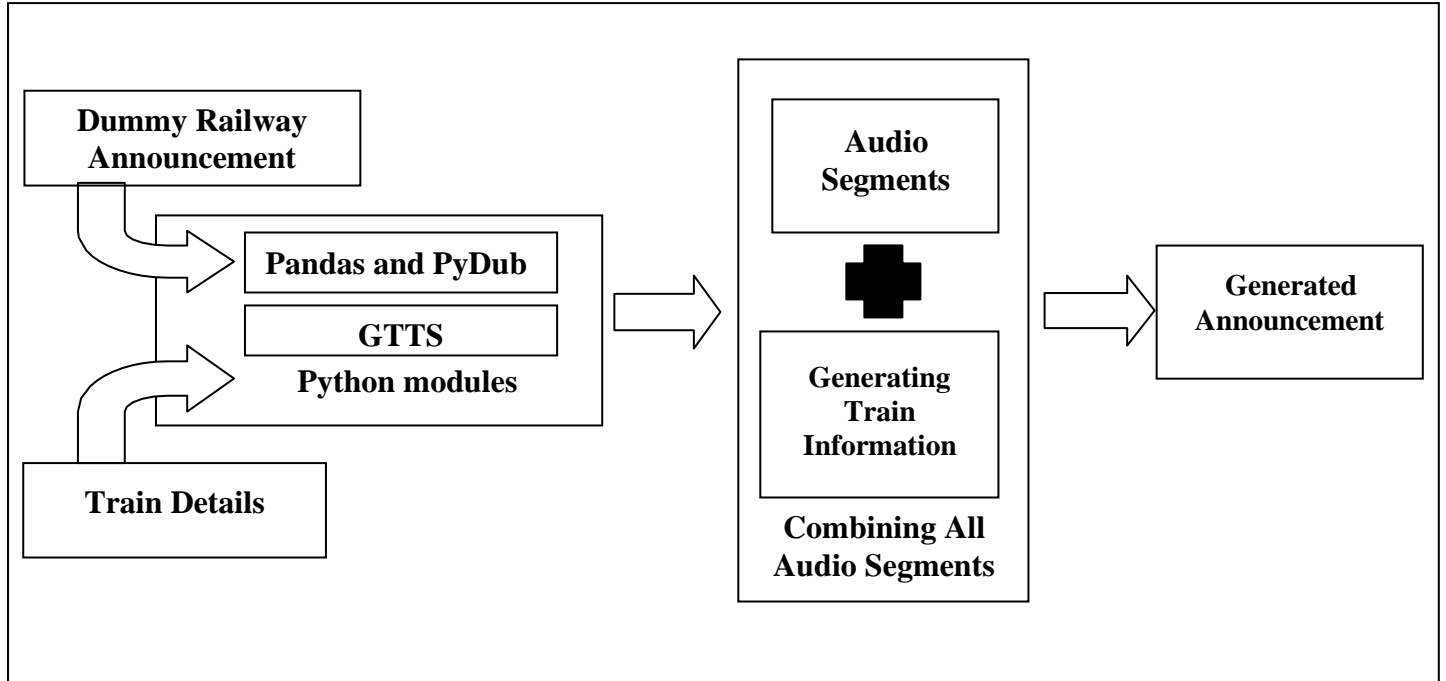 Dummy Railway
Announcement
Pandas and PyDub
GTTS
Python modules
Train Details
Audio
Segments
Generating
Train
Information
Combining All
Audio Segments
Generated
Announcement